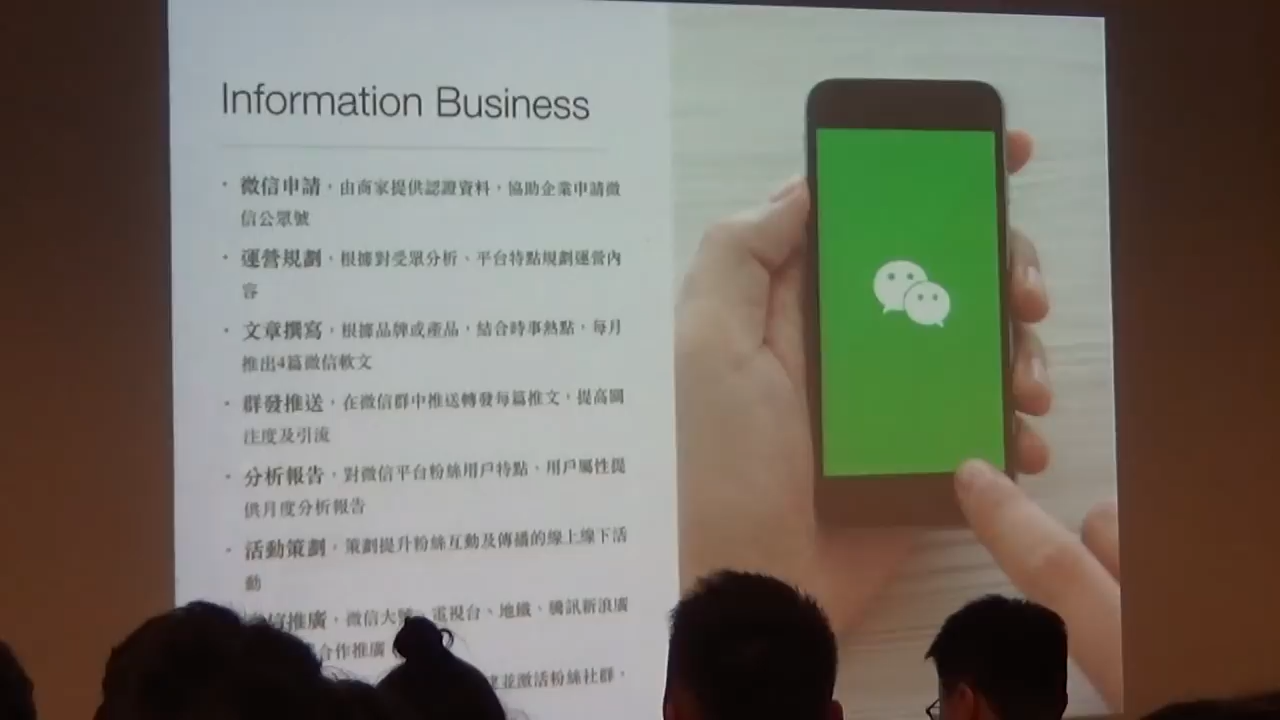 Information Business
• 微信申請，由商家提供認證資料，協助企業申請微
信公眾號
• 運營規劃，根據對受眾分析、平台特點規劃運營內
容
• 文章撰寫，根據品牌或產品，結合時事熱點，每月
推出4篇微信軟文
• 群發推送，在微信群中推送轉發每篇推文，提高關
注度及引流
• 分析報告，對微信平台粉絲用戶特點、用戶屬性提
供月度分析報告
• 活動策劃，策劃提升粉絲互動及傳播的線上線下活
動
信推廣，微信大號、電視台、地鐵、騰訊新浪廣
合作推廣
並激活粉絲社群，